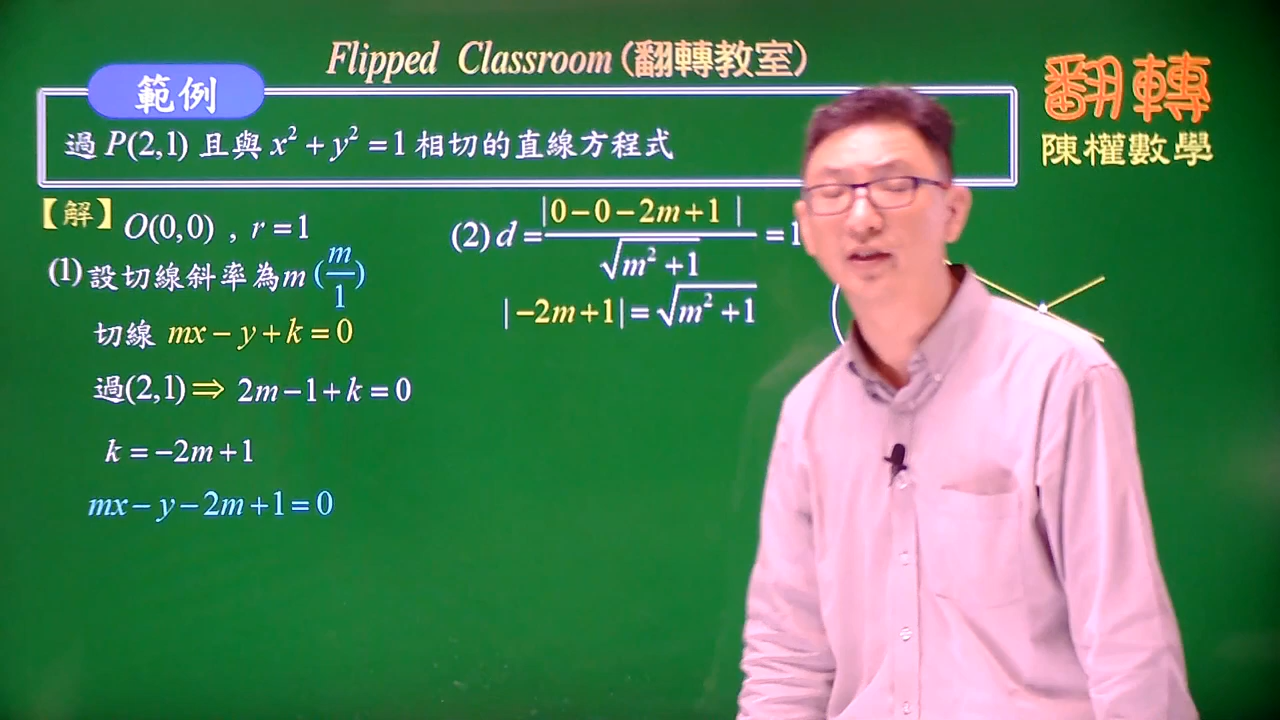 Flipped Classroom (翻轉教室)
翻轉
陳權數學
範例
過 P(2,1) 且與 x² + y² = 1 相切的直線方程式
【解】 O(0,0) , r = 1
(1) 設切線斜率為 m (m/1)
切線 mx − y + k = 0
過(2,1) ⇒ 2m − 1 + k = 0
k = −2m + 1
mx − y − 2m + 1 = 0
(2) d = |0 − 0 − 2m + 1 | / √(m² + 1) = 1
| −2m + 1| = √(m² + 1)